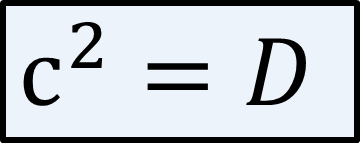 c² = D